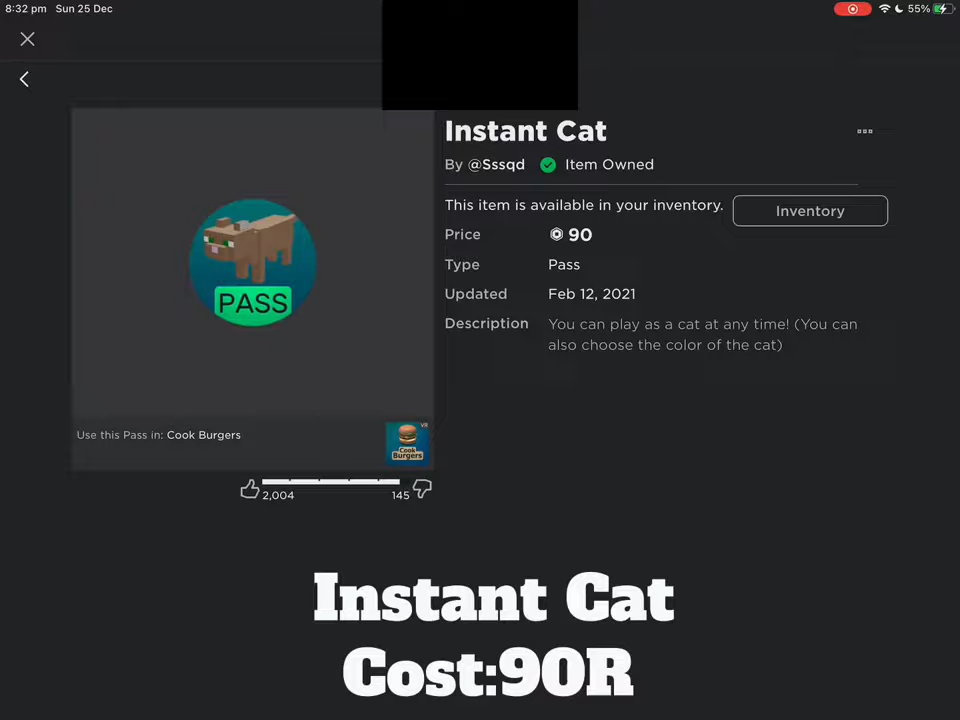 8:32 pm Sun 25 Dec
55%
Instant Cat
By @Sssqd Item Owned
This item is available in your inventory.
Inventory
Price 90
Type Pass
Updated Feb 12, 2021
Description You can play as a cat at any time! (You can
also choose the color of the cat)
PASS
Use this Pass in: Cook Burgers
V8
Cook
Burgers
2,004
145
Instant Cat
Cost:90R